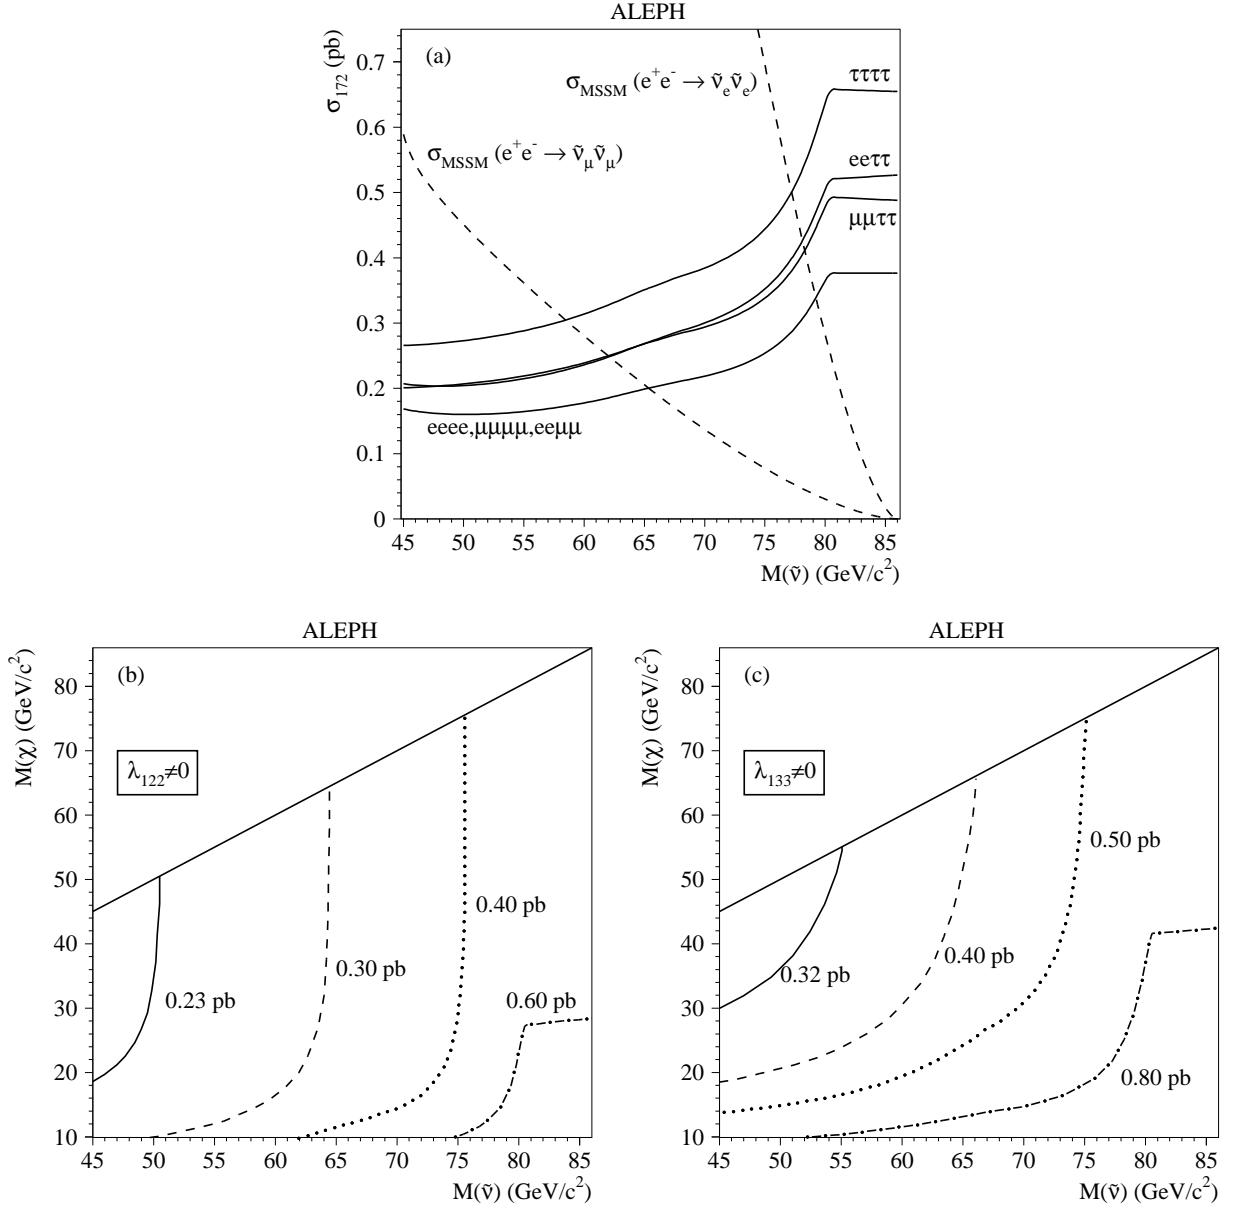 ALEPH
(a)
σ172 (pb)
0.7
0.6
0.5
0.4
0.3
0.2
0.1
0
σMSSM (e+e- → ν̃eν̃e)
σMSSM (e+e- → ν̃μν̃μ)
ττττ
eeττ
μμττ
eeee,μμμμ,eeμμ
45 50 55 60 65 70 75 80 85
M(ν̃) (GeV/c2)
ALEPH
(b)
M(χ) (GeV/c2)
80
70
60
50
40
30
20
10
λ122≠0
0.23 pb
0.30 pb
0.40 pb
0.60 pb
45 50 55 60 65 70 75 80 85
M(ν̃) (GeV/c2)
ALEPH
(c)
M(χ) (GeV/c2)
80
70
60
50
40
30
20
10
λ133≠0
0.32 pb
0.40 pb
0.50 pb
0.80 pb
45 50 55 60 65 70 75 80 85
M(ν̃) (GeV/c2)